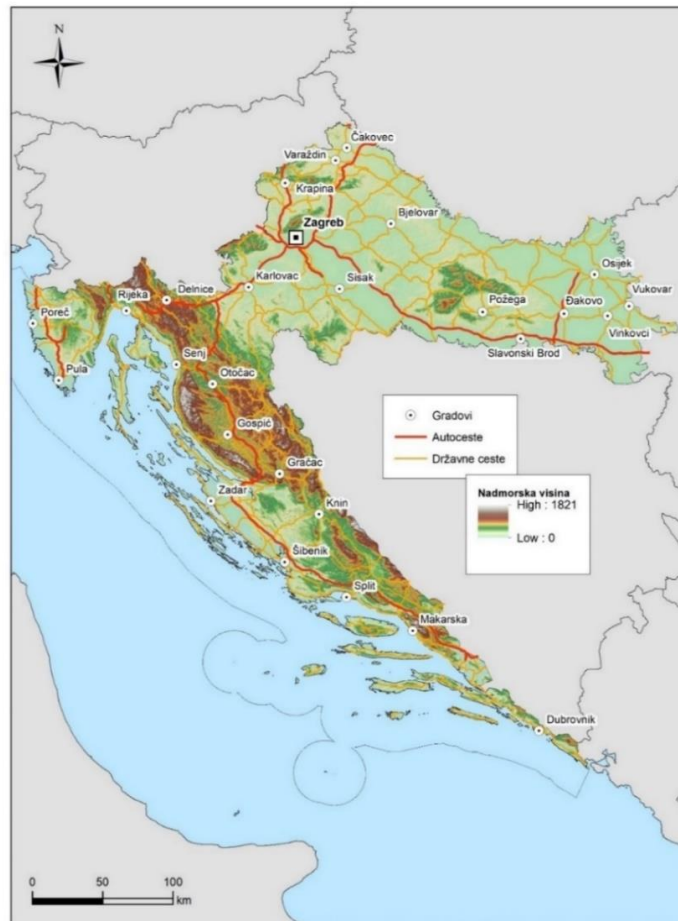 N
Čakovec
Varaždin
Krapina
Bjelovar
Zagreb
Osijek
Karlovac
Sisak
Delnice
Vukovar
Rijeka
Požega
Đakovo
Poreč
Vinkovci
Slavonski Brod
Senj
Pula
Otočac
Gradovi
Gospić
Autoceste
Državne ceste
Gračac
Zadar
Nadmorska visina
High : 1821
Knin
Low : 0
Šibenik
Split
Makarska
Dubrovnik
0 50 100
km